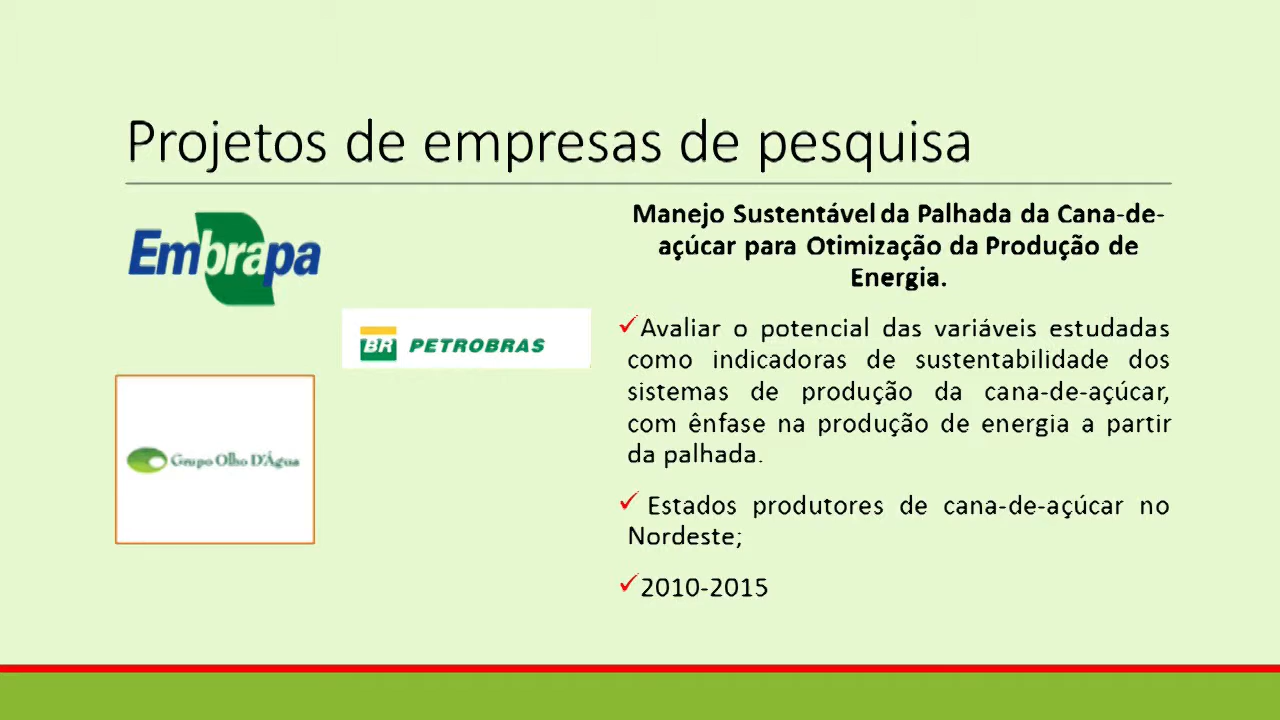 Projetos de empresas de pesquisa
Embrapa
BR PETROBRAS
Grupo Olho D'Água
Manejo Sustentável da Palhada da Cana-de-
açúcar para Otimização da Produção de
Energia.
✓Avaliar o potencial das variáveis estudadas
como indicadoras de sustentabilidade dos
sistemas de produção da cana-de-açúcar,
com ênfase na produção de energia a partir
da palhada.
✓ Estados produtores de cana-de-açúcar no
Nordeste;
✓2010-2015